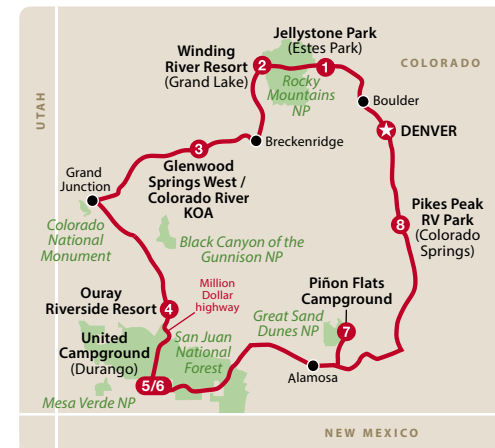 Jellystone Park
(Estes Park)
Winding
River Resort
(Grand Lake)
COLORADO
2
1
Rocky
Mountains
NP
Boulder
DENVER
UTAH
Breckenridge
3
Glenwood
Springs West /
Colorado River
KOA
Grand
Junction
Pikes Peak
RV Park
(Colorado
Springs)
8
Colorado
National
Monument
Black Canyon of the
Gunnison NP
Million
Dollar
highway
Piñon Flats
Campground
Ouray
Riverside Resort
4
Great Sand
Dunes NP
7
United
Campground
(Durango)
San Juan
National
Forest
5/6
Alamosa
Mesa Verde NP
NEW MEXICO